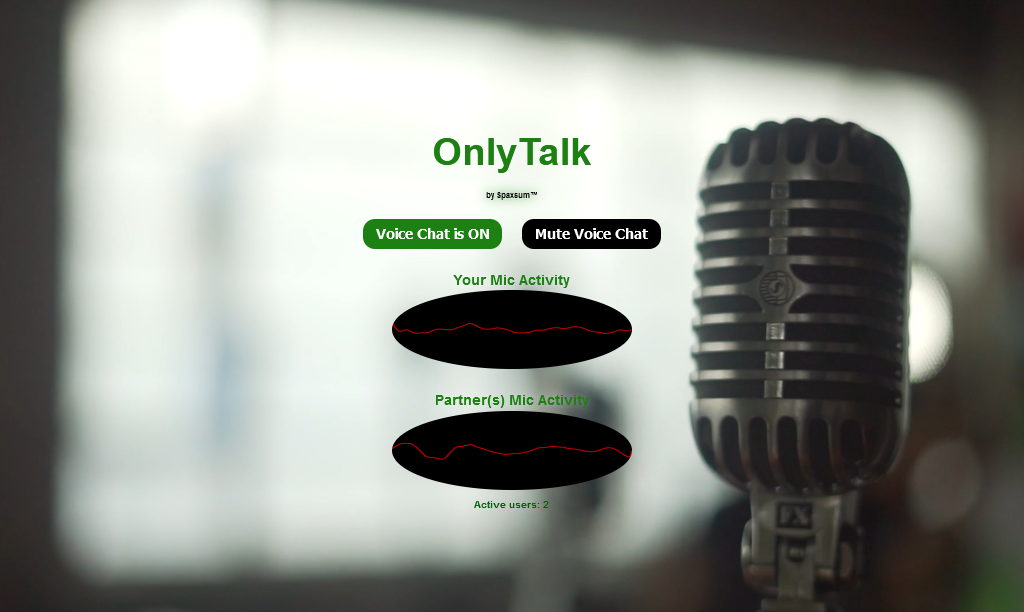 OnlyTalk
by Spaxsum™
Voice Chat is ON
Mute Voice Chat
Your Mic Activity
Partner(s) Mic Activity
Active users: 2
FX